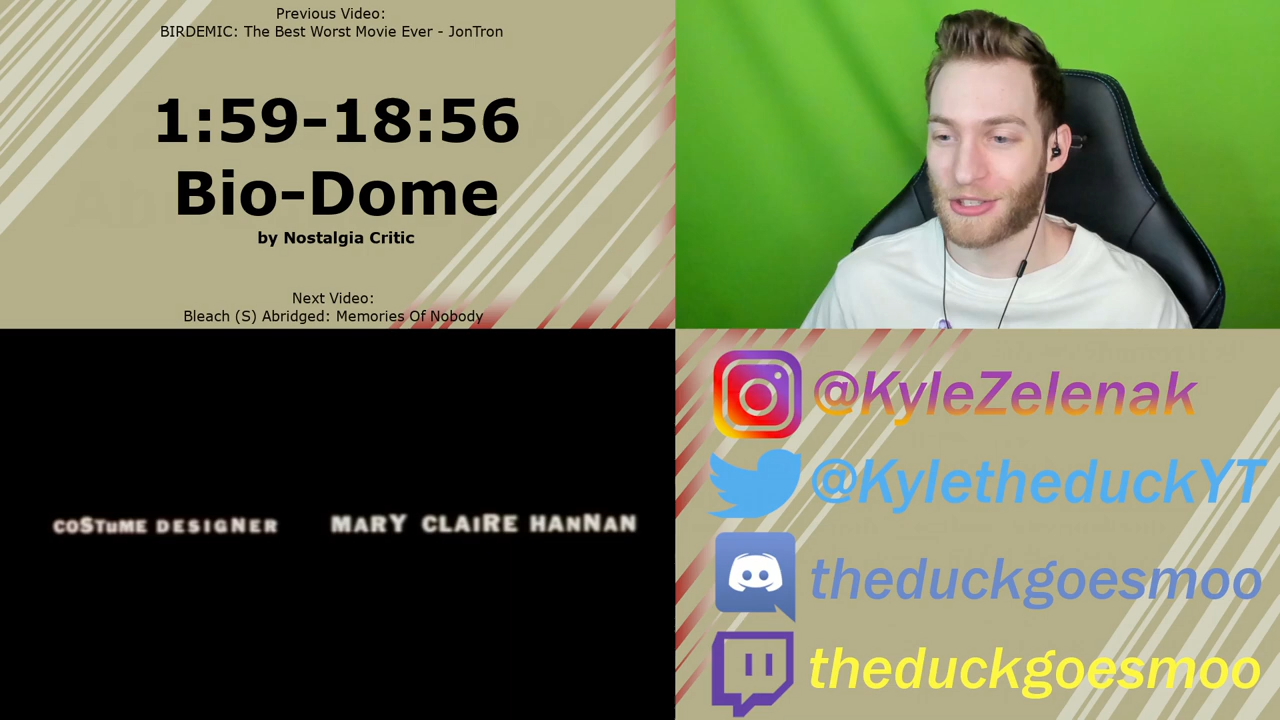 Previous Video:
BIRDEMIC: The Best Worst Movie Ever - JonTron
1:59-18:56
Bio-Dome
by Nostalgia Critic
Next Video:
Bleach (S) Abridged: Memories Of Nobody
COSTuME DESIGNER MARY CLAiRE HANNAN
@KyleZelenak
@KyletheduckYT
theduckgoesmoo
theduckgoesmoo